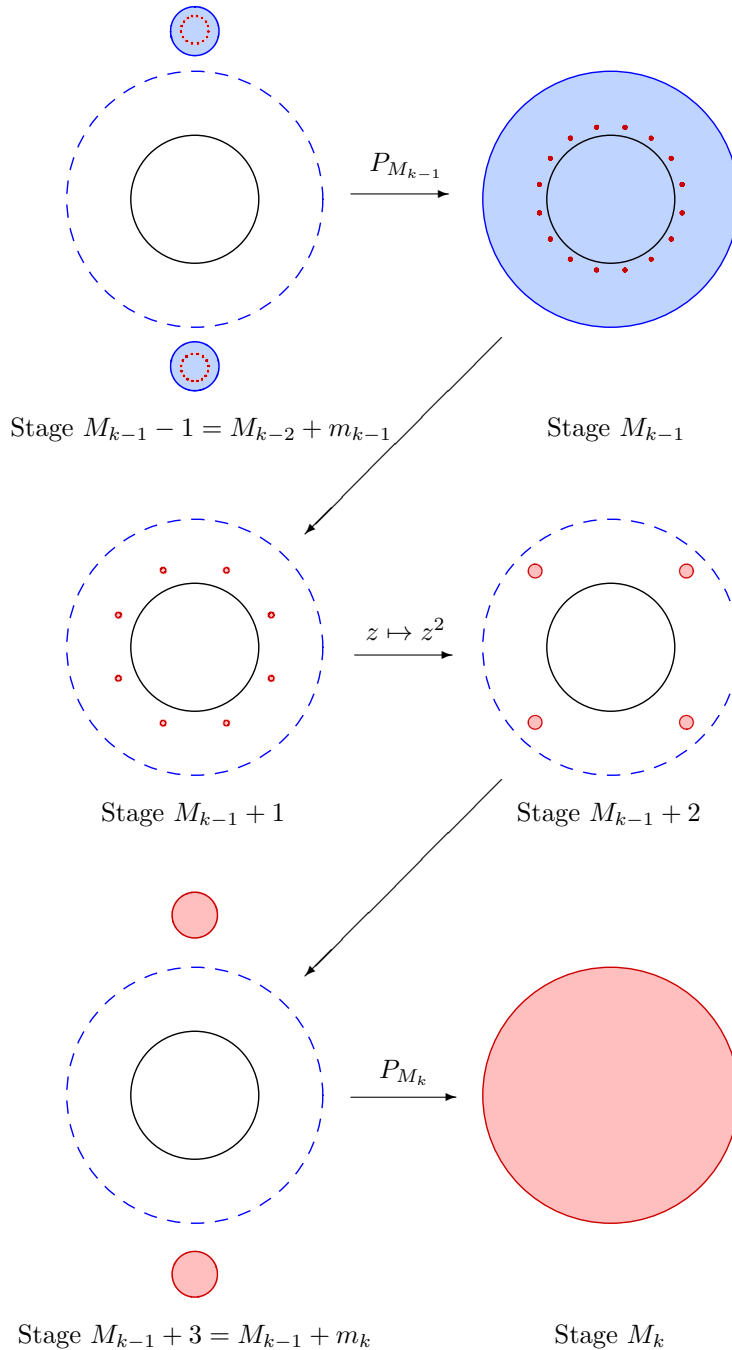 $P_{M_{k-1}}$
Stage $M_{k-1} - 1 = M_{k-2} + m_{k-1}$
Stage $M_{k-1}$
$z \mapsto z^2$
Stage $M_{k-1} + 1$
Stage $M_{k-1} + 2$
$P_{M_k}$
Stage $M_{k-1} + 3 = M_{k-1} + m_k$
Stage $M_k$